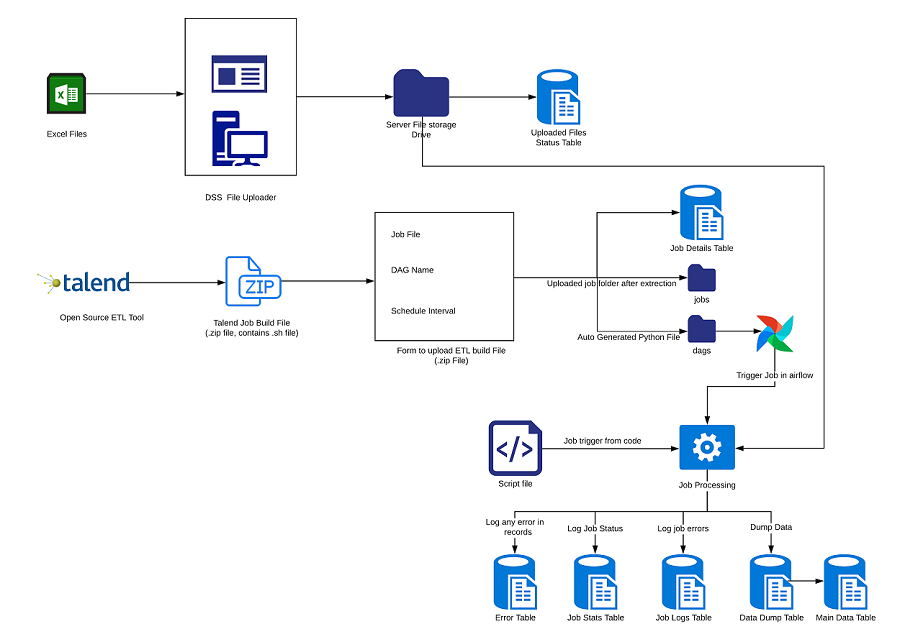 Excel Files
DSS File Uploader
Server File storage
Drive
Uploaded Files
Status Table
talend
Open Source ETL Tool
ZIP
Talend Job Build File
(.zip file, contains .sh file)
Job File
DAG Name
Schedule Interval
Form to upload ETL build File
(.zip File)
Job Details Table
Uploaded job folder after exrection
jobs
Auto Generated Python File
dags
Trigger Job in airflow
</>
Script file
Job trigger from code
Job Processing
Log any error in
records
Log Job Status
Log job errors
Dump Data
Error Table
Job Stats Table
Job Logs Table
Data Dump Table
Main Data Table